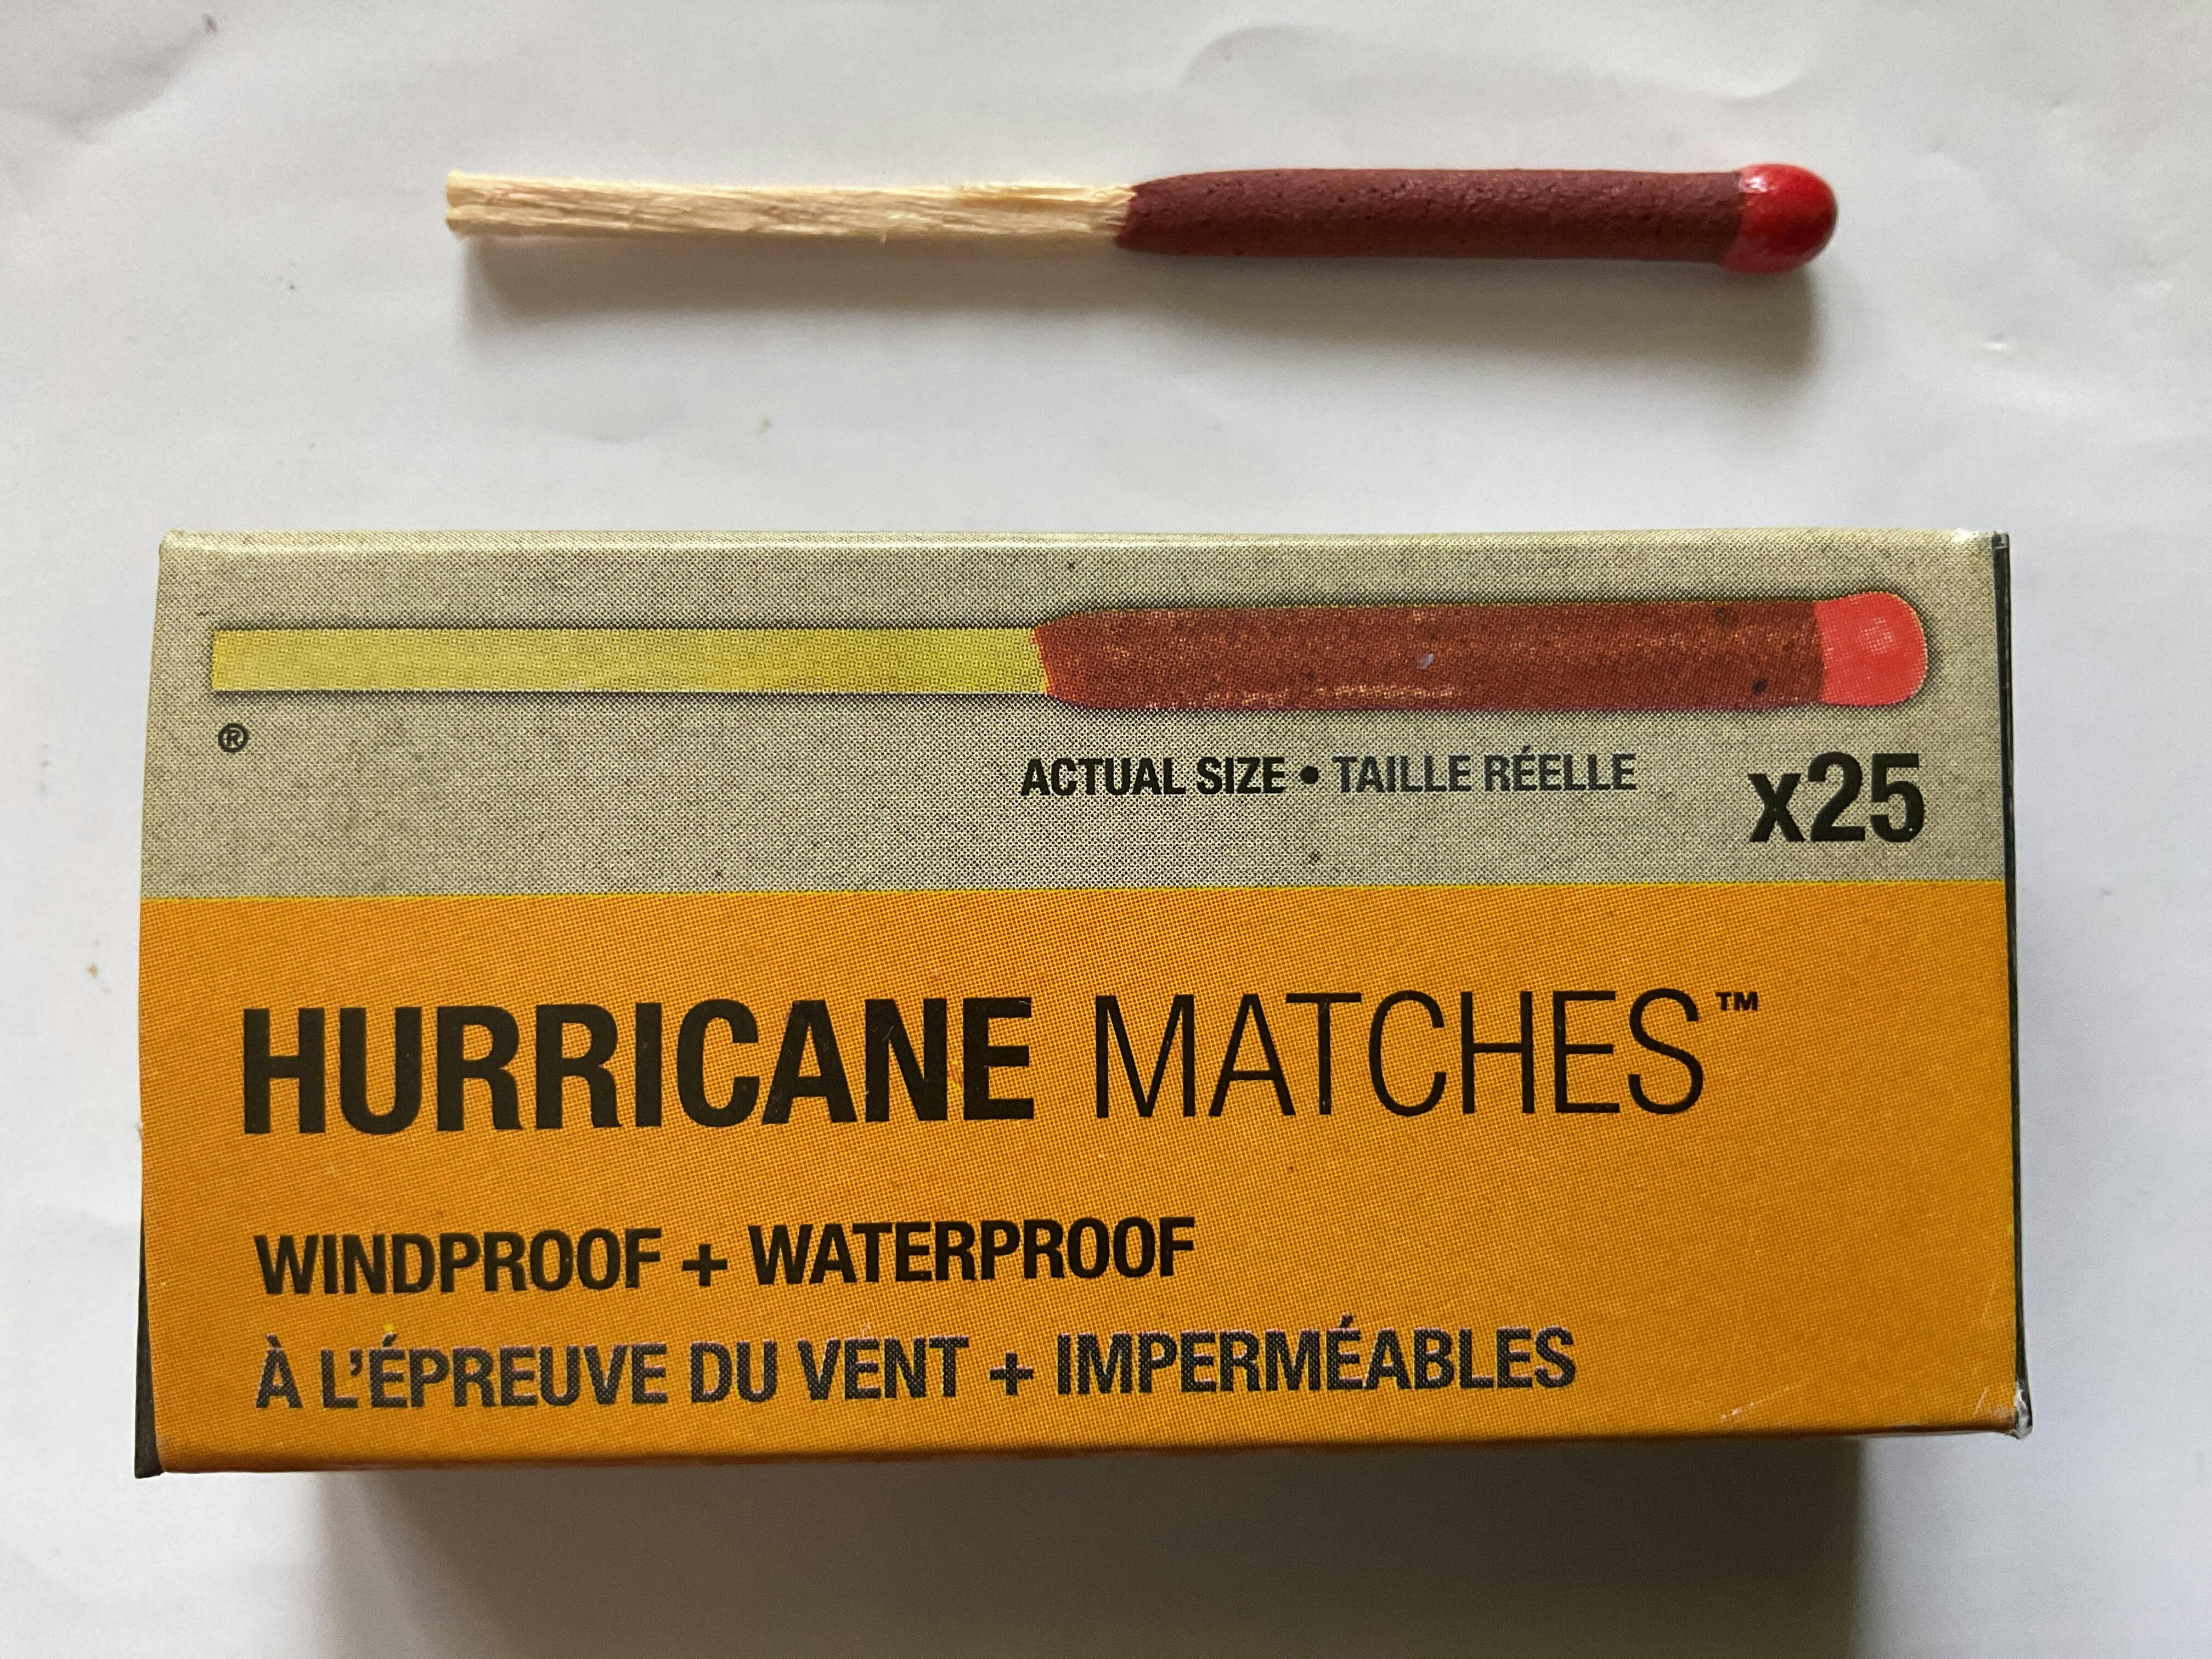 ®
ACTUAL SIZE • TAILLE RÉELLE
x25
HURRICANE MATCHES™
WINDPROOF + WATERPROOF
À L'ÉPREUVE DU VENT + IMPERMÉABLES